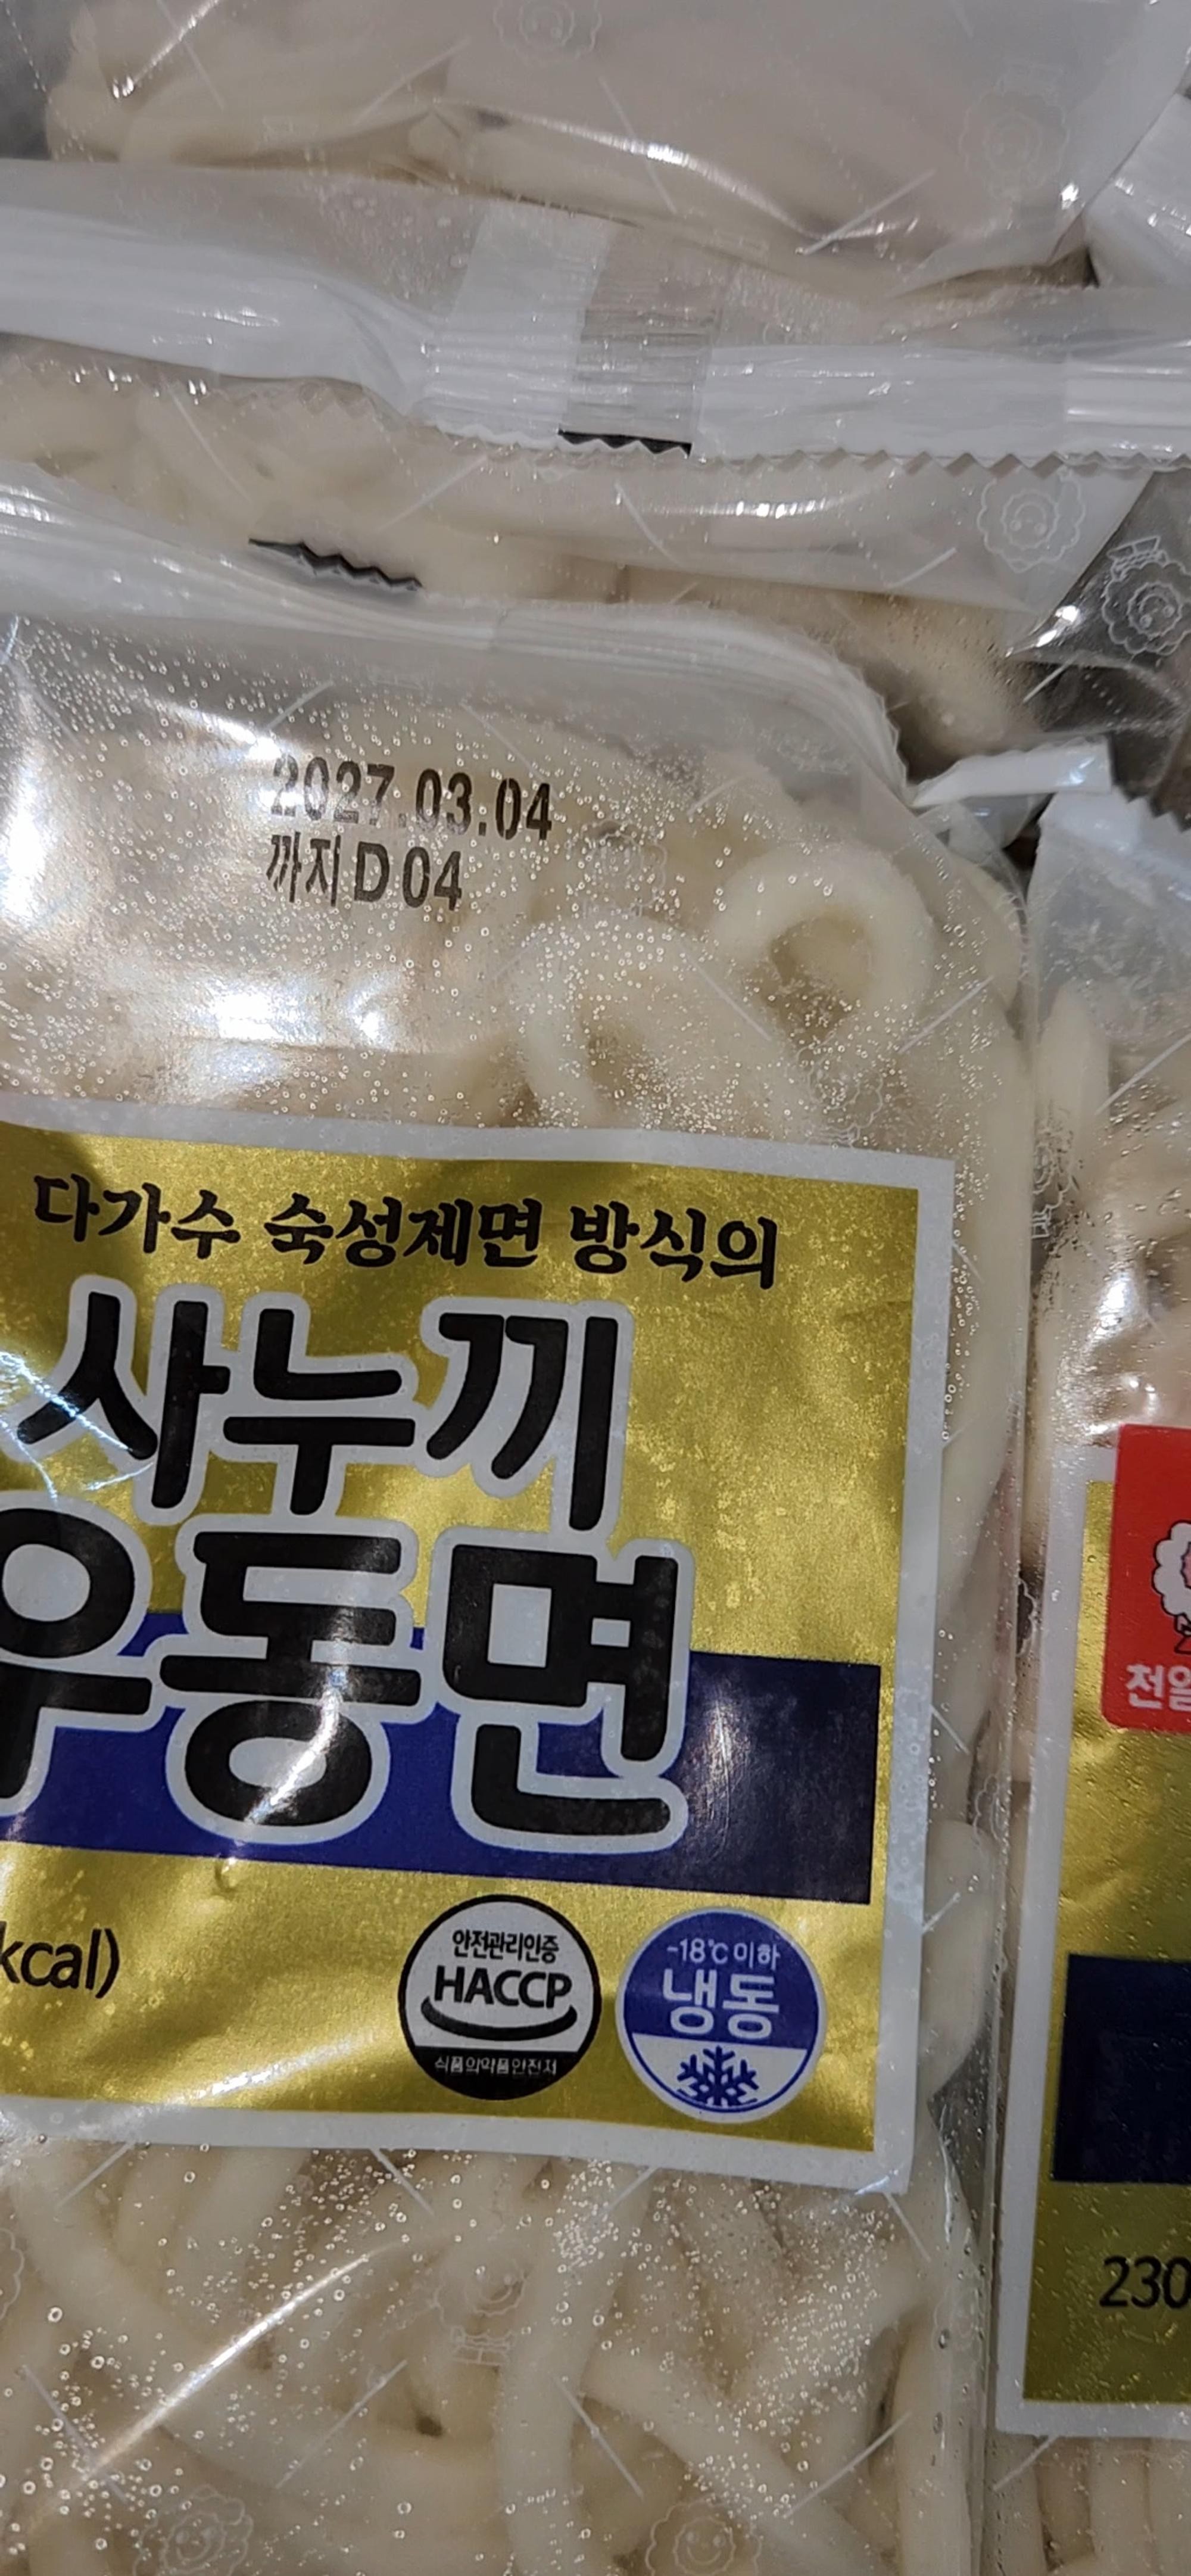 2027.03.04
까지 D 04
다가수 숙성제면 방식의
사누끼
우동면
kcal)
안전관리인증
HACCP
식품의약품안전처
-18℃ 이하
냉동
천일
230